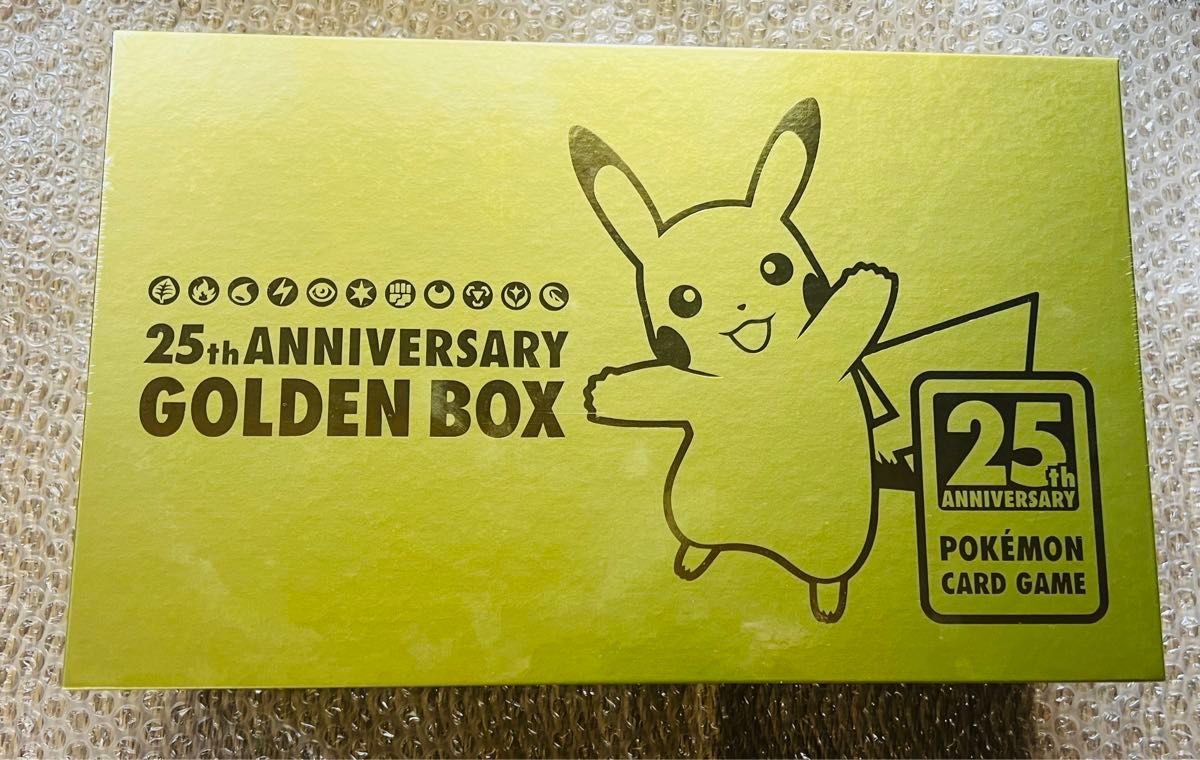 25th ANNIVERSARY
GOLDEN BOX
25th
ANNIVERSARY
POKÉMON
CARD GAME